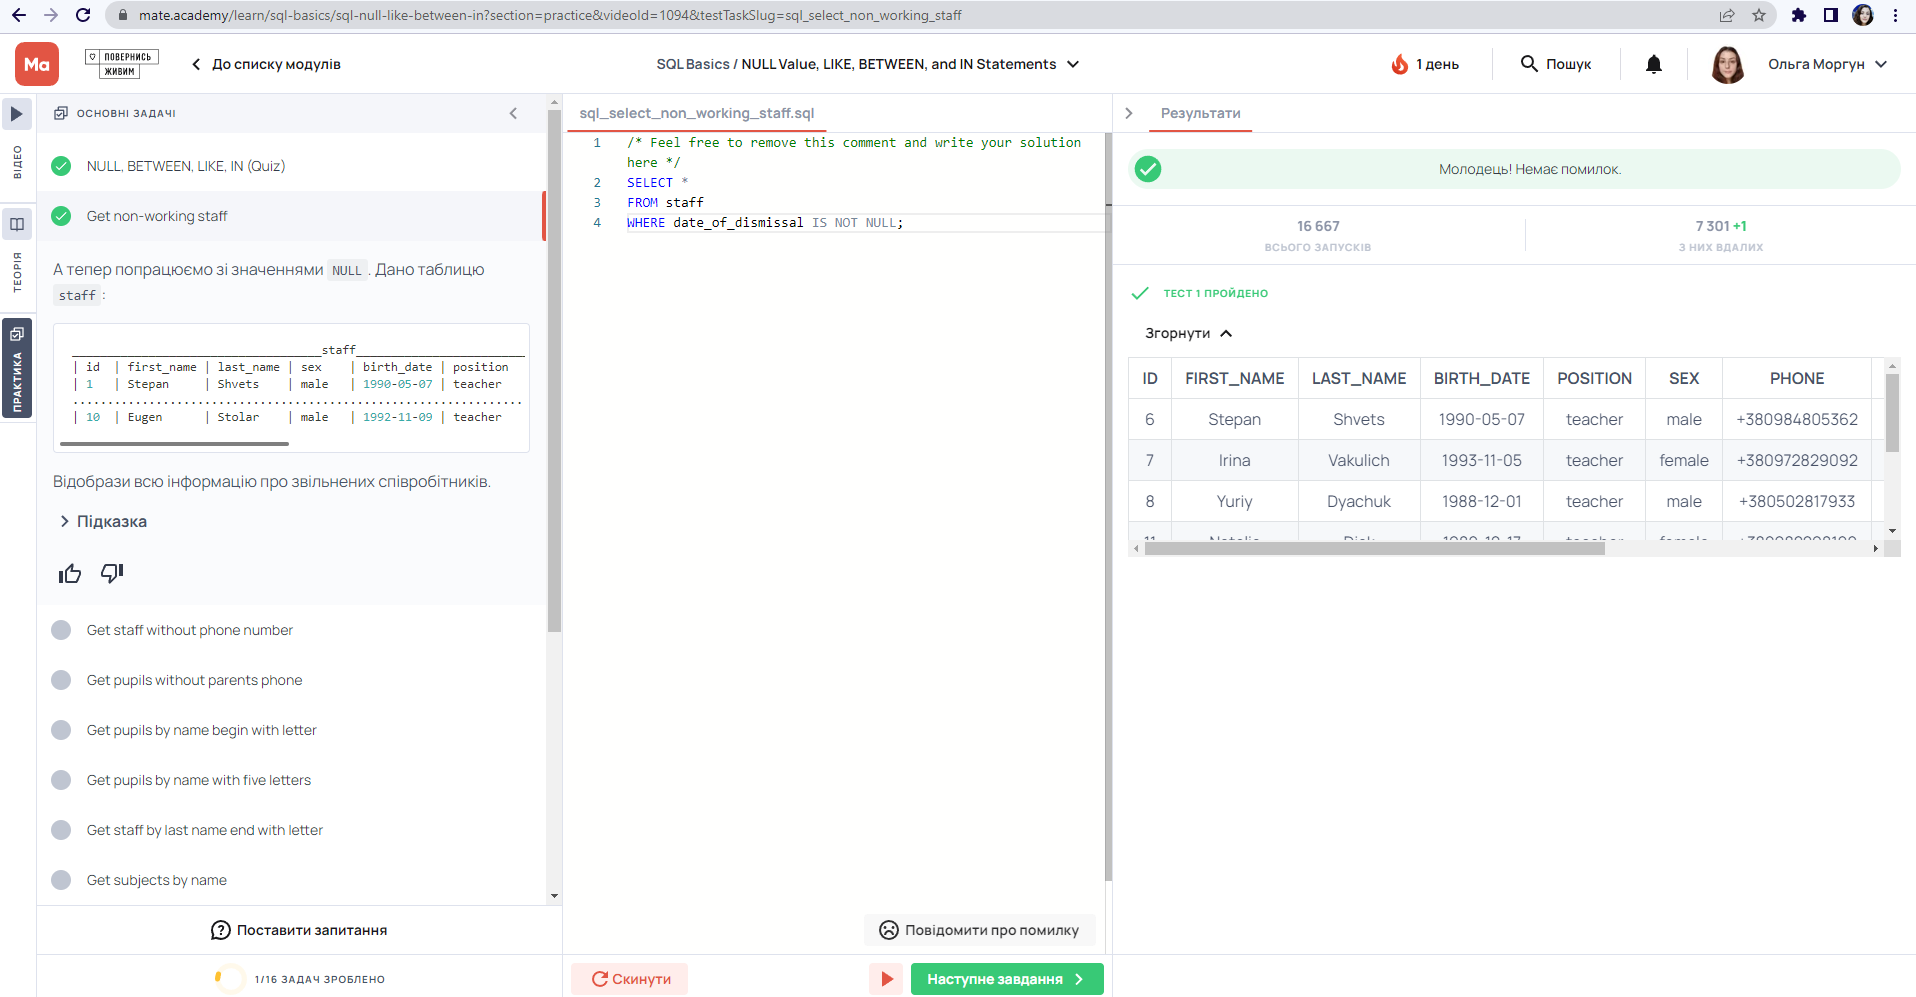 mate.academy/learn/sql-basics/sql-null-like-between-in?section=practice&videoId=1094&testTaskSlug=sql_select_non_working_staff
Ma
ПОВЕРНИСЬ
ЖИВИМ
До списку модулів
SQL Basics / NULL Value, LIKE, BETWEEN, and IN Statements
1 день
Пошук
Ольга Моргун
ВІДЕО
ТЕОРІЯ
ПРАКТИКА
ОСНОВНІ ЗАДАЧІ
NULL, BETWEEN, LIKE, IN (Quiz)
Get non-working staff
А тепер попрацюємо зі значеннями NULL. Дано таблицю
staff:
___________________________________staff________________________
| id | first_name | last_name | sex | birth_date | position
| 1 | Stepan | Shvets | male | 1990-05-07 | teacher
.................................................................
| 10 | Eugen | Stolar | male | 1992-11-09 | teacher
Відобрази всю інформацію про звільнених співробітників.
Підказка
Get staff without phone number
Get pupils without parents phone
Get pupils by name begin with letter
Get pupils by name with five letters
Get staff by last name end with letter
Get subjects by name
Поставити запитання
1/16 ЗАДАЧ ЗРОБЛЕНО
sql_select_non_working_staff.sql
1 /* Feel free to remove this comment and write your solution
here */
2 SELECT *
3 FROM staff
4 WHERE date_of_dismissal IS NOT NULL;
Повідомити про помилку
Скинути
Наступне завдання
Результати
Молодець! Немає помилок.
16 667
ВСЬОГО ЗАПУСКІВ
7 301 +1
З НИХ ВДАЛИХ
ТЕСТ 1 ПРОЙДЕНО
Згорнути
ID FIRST_NAME LAST_NAME BIRTH_DATE POSITION SEX PHONE
6 Stepan Shvets 1990-05-07 teacher male +380984805362
7 Irina Vakulich 1993-11-05 teacher female +380972829092
8 Yuriy Dyachuk 1988-12-01 teacher male +380502817933